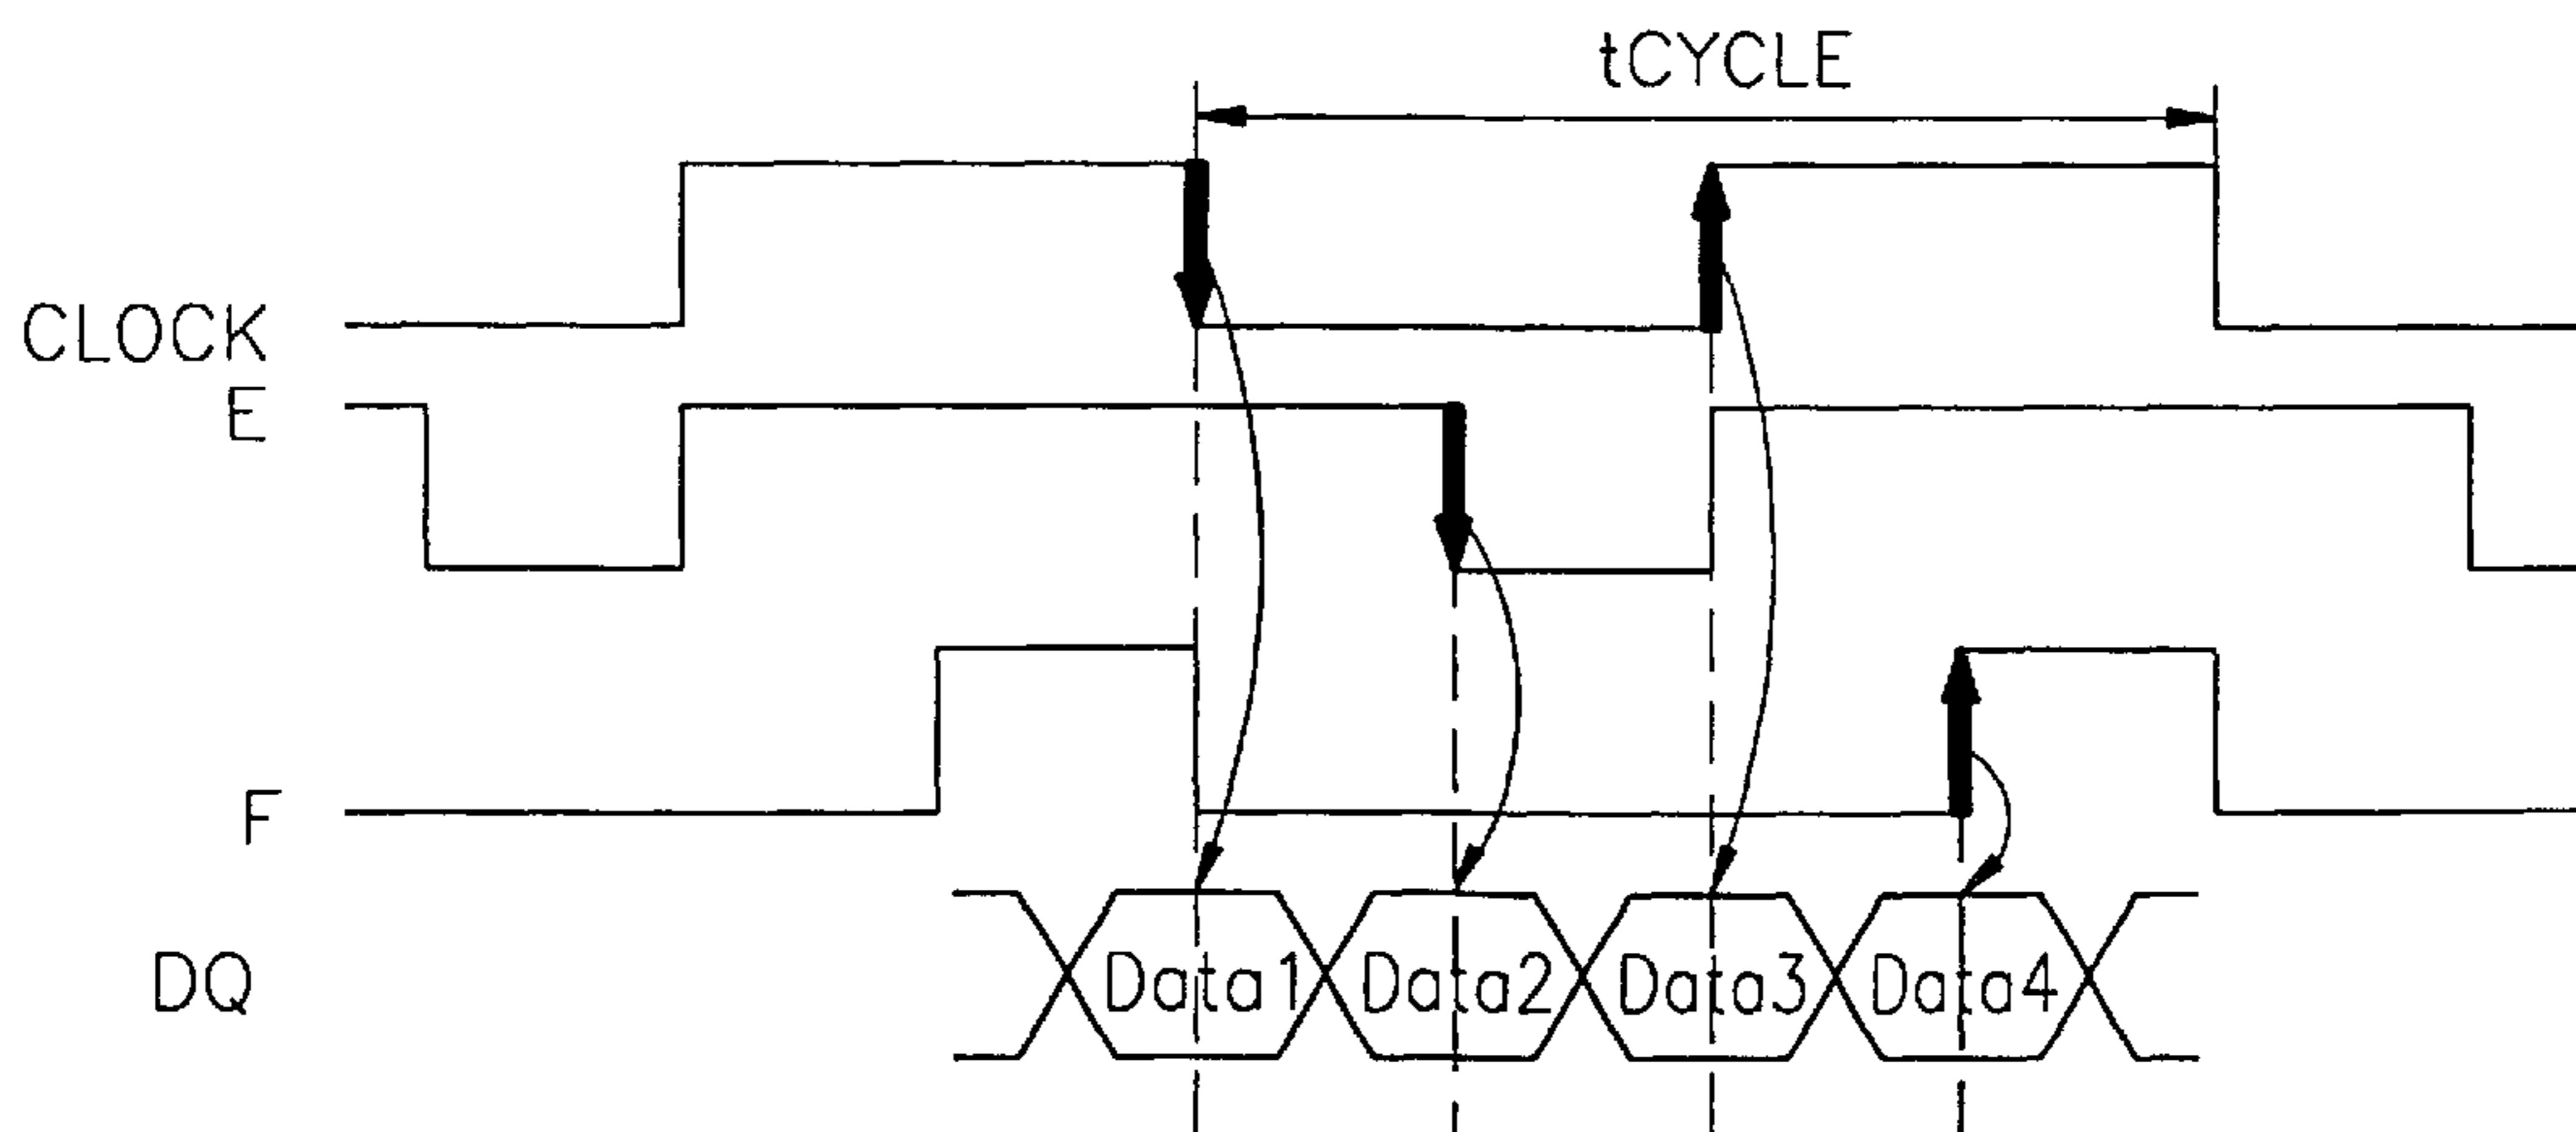 tCYCLE
CLOCK
E
F
DQ
Data1 Data2 Data3 Data4